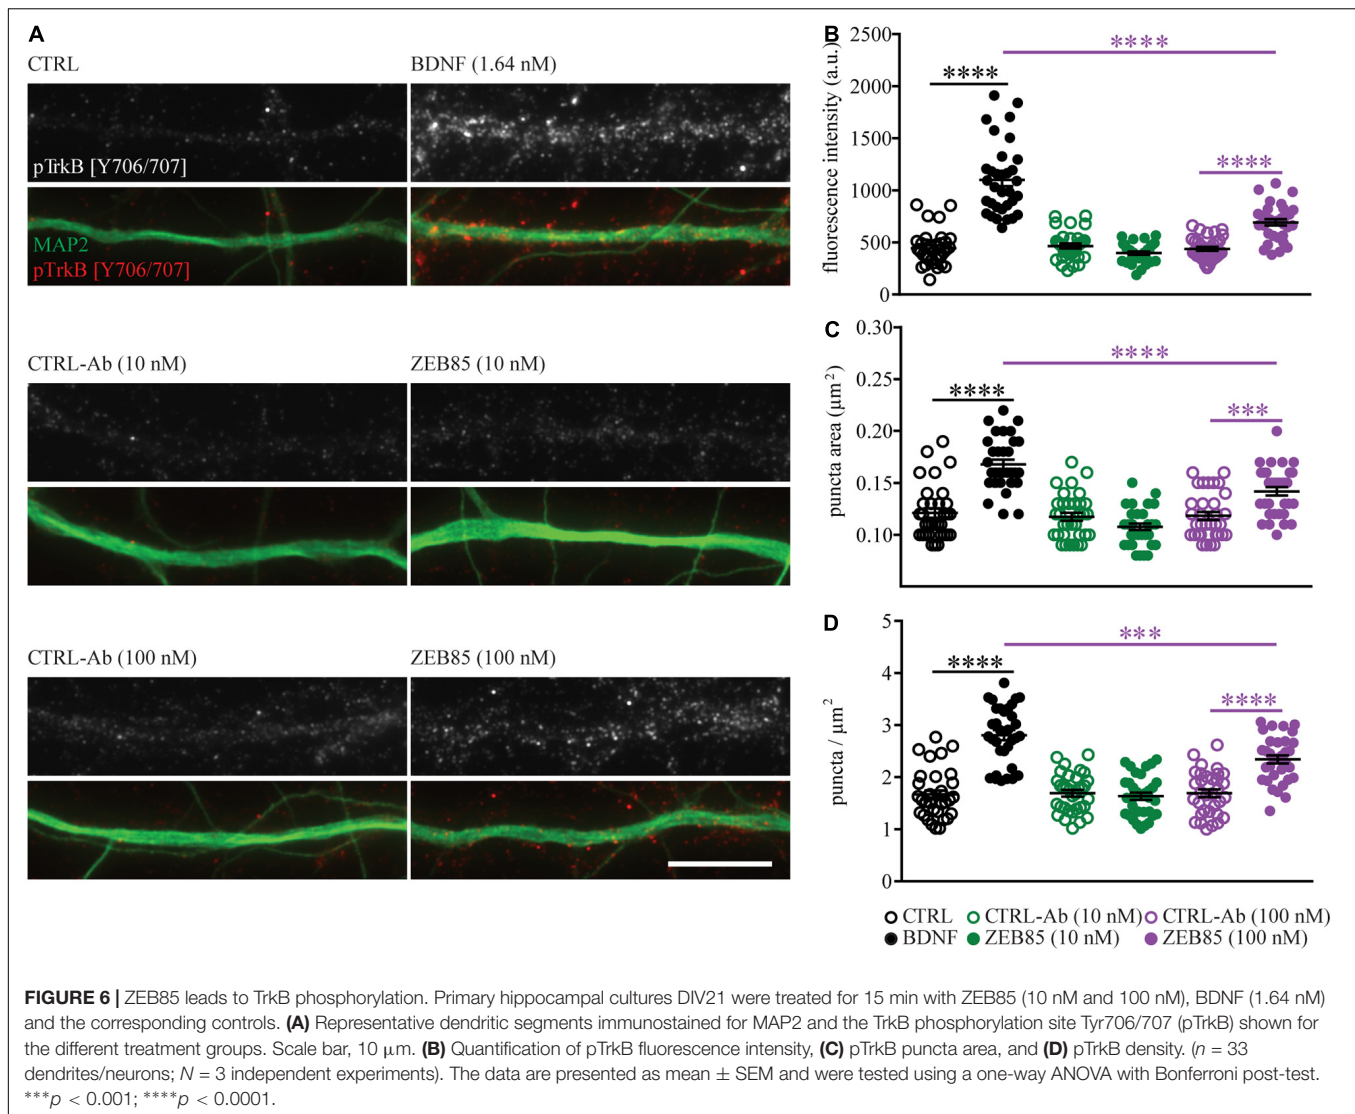 A
CTRL
BDNF (1.64 nM)
pTrkB [Y706/707]
MAP2
pTrkB [Y706/707]
CTRL-Ab (10 nM)
ZEB85 (10 nM)
CTRL-Ab (100 nM)
ZEB85 (100 nM)
B
fluorescence intensity (a.u.)
2500
2000
1500
1000
500
0
****
****
****
C
puncta area (μm²)
0.30
0.25
0.20
0.15
0.10
****
****
***
D
puncta / μm²
5
4
3
2
1
0
***
****
****
CTRL CTRL-Ab (10 nM) CTRL-Ab (100 nM)
BDNF ZEB85 (10 nM) ZEB85 (100 nM)
FIGURE 6 | ZEB85 leads to TrkB phosphorylation. Primary hippocampal cultures DIV21 were treated for 15 min with ZEB85 (10 nM and 100 nM), BDNF (1.64 nM)
and the corresponding controls. (A) Representative dendritic segments immunostained for MAP2 and the TrkB phosphorylation site Tyr706/707 (pTrkB) shown for
the different treatment groups. Scale bar, 10 μm. (B) Quantification of pTrkB fluorescence intensity, (C) pTrkB puncta area, and (D) pTrkB density. (n = 33
dendrites/neurons; N = 3 independent experiments). The data are presented as mean ± SEM and were tested using a one-way ANOVA with Bonferroni post-test.
***p < 0.001; ****p < 0.0001.